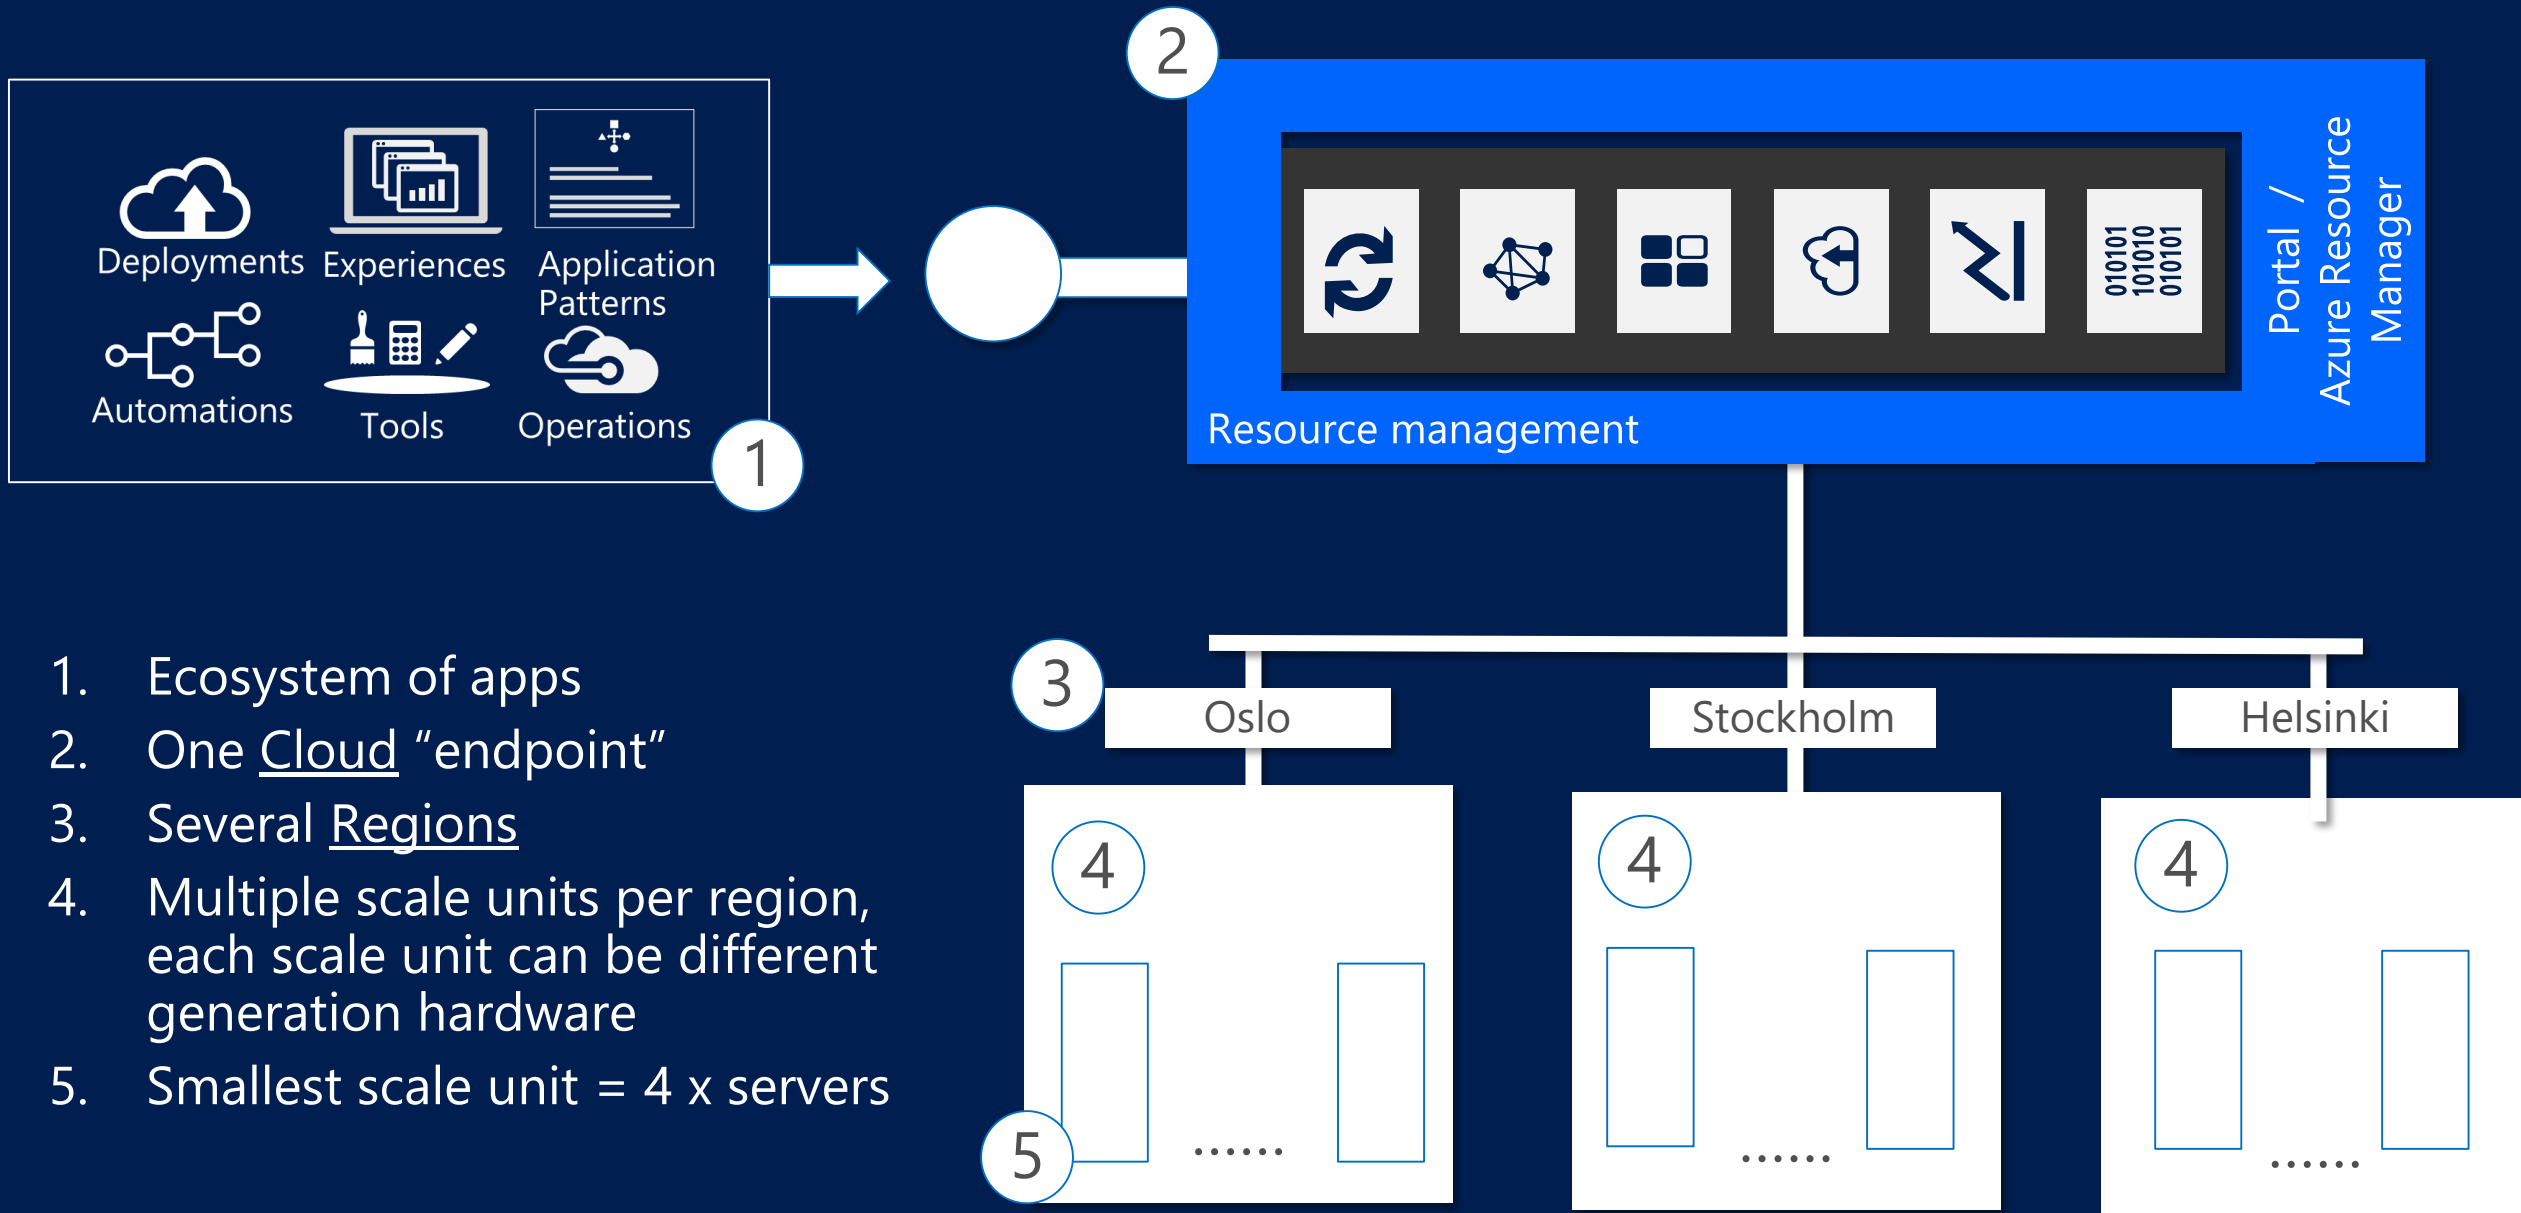 2
Deployments
Experiences
Application
Patterns
Automations
Tools
Operations
1
010101
101010
010101
Portal /
Azure Resource
Manager
Resource management
1. Ecosystem of apps
2. One Cloud “endpoint”
3. Several Regions
4. Multiple scale units per region,
each scale unit can be different
generation hardware
5. Smallest scale unit = 4 x servers
3
Oslo
Stockholm
Helsinki
4
4
4
5
......
......
......